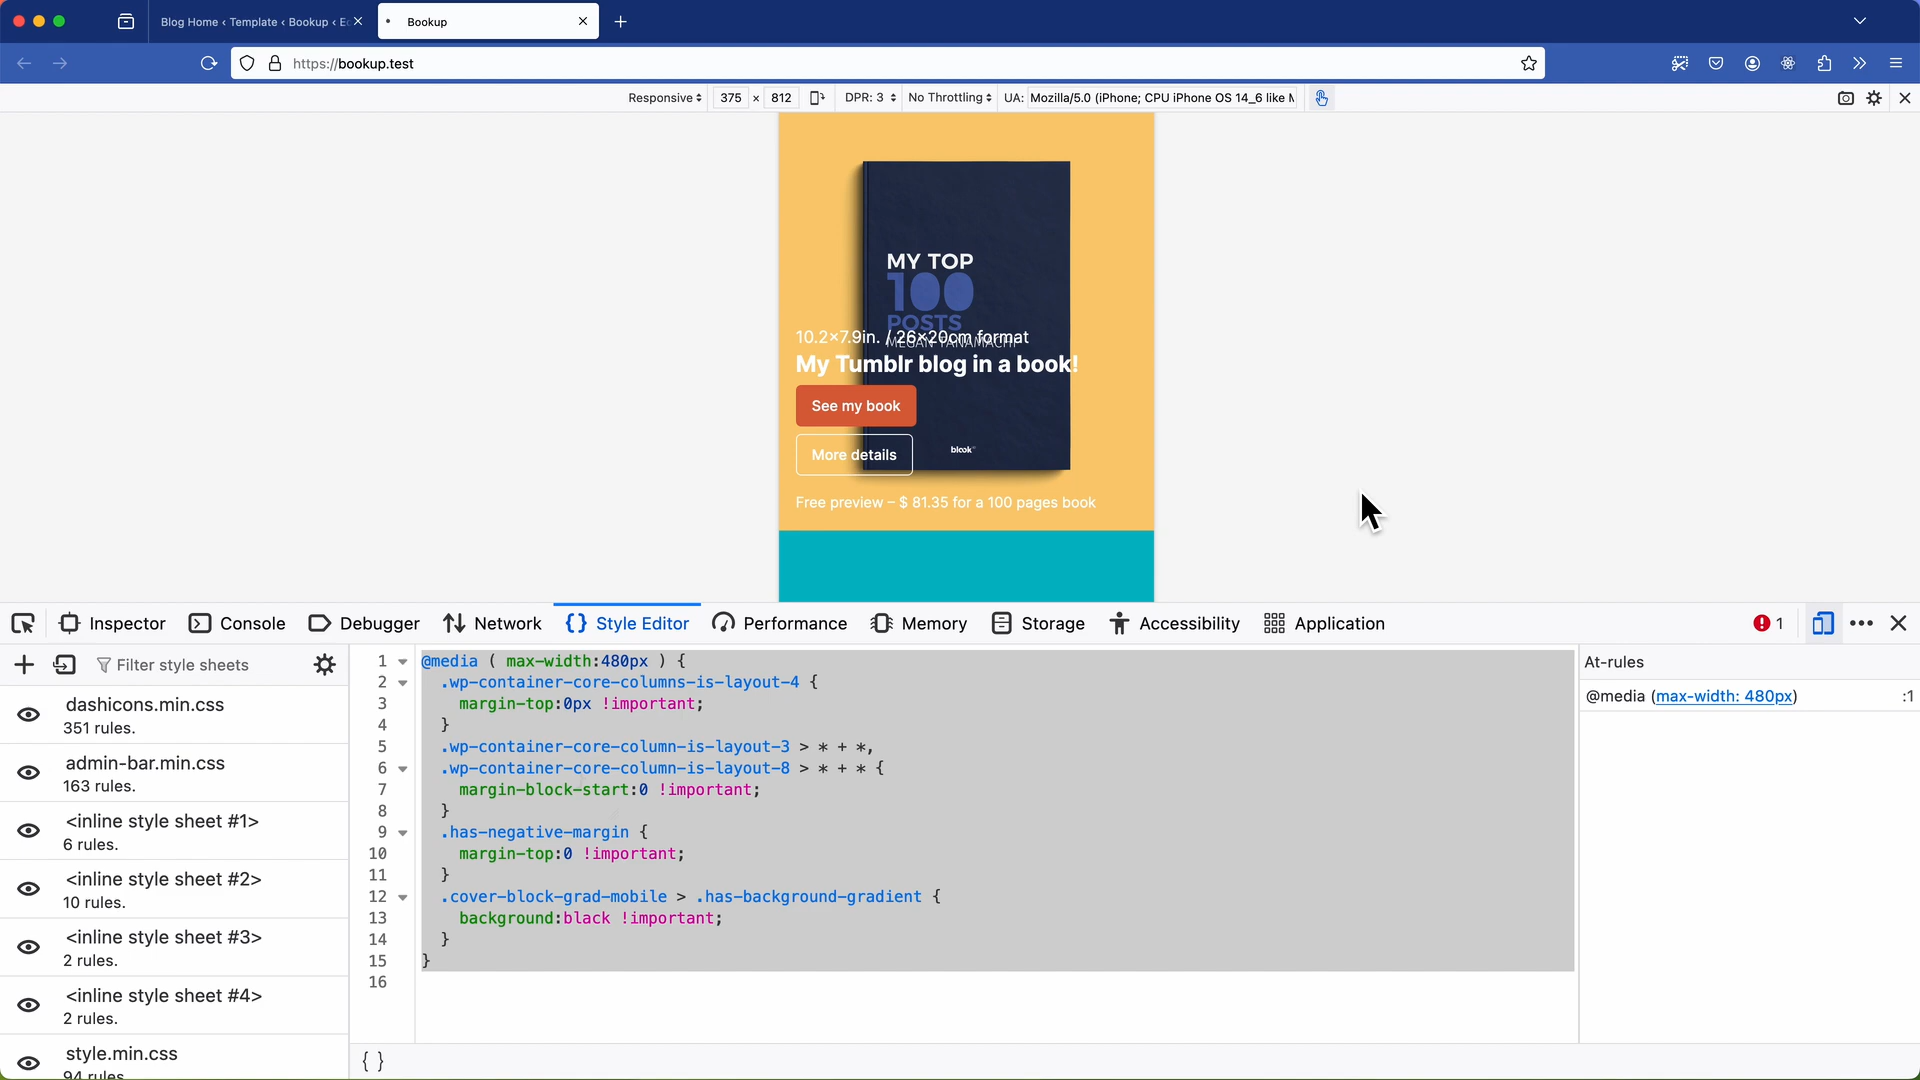 Blog Home ‹ Template ‹ Bookup ‹ E
Bookup
https://bookup.test
Responsive
375 × 812
DPR: 3
No Throttling
UA: Mozilla/5.0 (iPhone; CPU iPhone OS 14_6 like M
MY TOP
100
POSTS
10.2×7.9in. / 26×20cm format
MEGAN TANAMACHI
My Tumblr blog in a book!
See my book
More details
blook
Free preview – $ 81.35 for a 100 pages book
Inspector
Console
Debugger
Network
{} Style Editor
Performance
Memory
Storage
Accessibility
Application
1
Filter style sheets
dashicons.min.css
351 rules.
admin-bar.min.css
163 rules.
<inline style sheet #1>
6 rules.
<inline style sheet #2>
10 rules.
<inline style sheet #3>
2 rules.
<inline style sheet #4>
2 rules.
style.min.css
94 rules
1 @media ( max-width:480px ) {
2 .wp-container-core-columns-is-layout-4 {
3 margin-top:0px !important;
4 }
5 .wp-container-core-column-is-layout-3 > * + *,
6 .wp-container-core-column-is-layout-8 > * + * {
7 margin-block-start:0 !important;
8 }
9 .has-negative-margin {
10 margin-top:0 !important;
11 }
12 .cover-block-grad-mobile > .has-background-gradient {
13 background:black !important;
14 }
15 }
16
{ }
At-rules
@media (max-width: 480px) :1